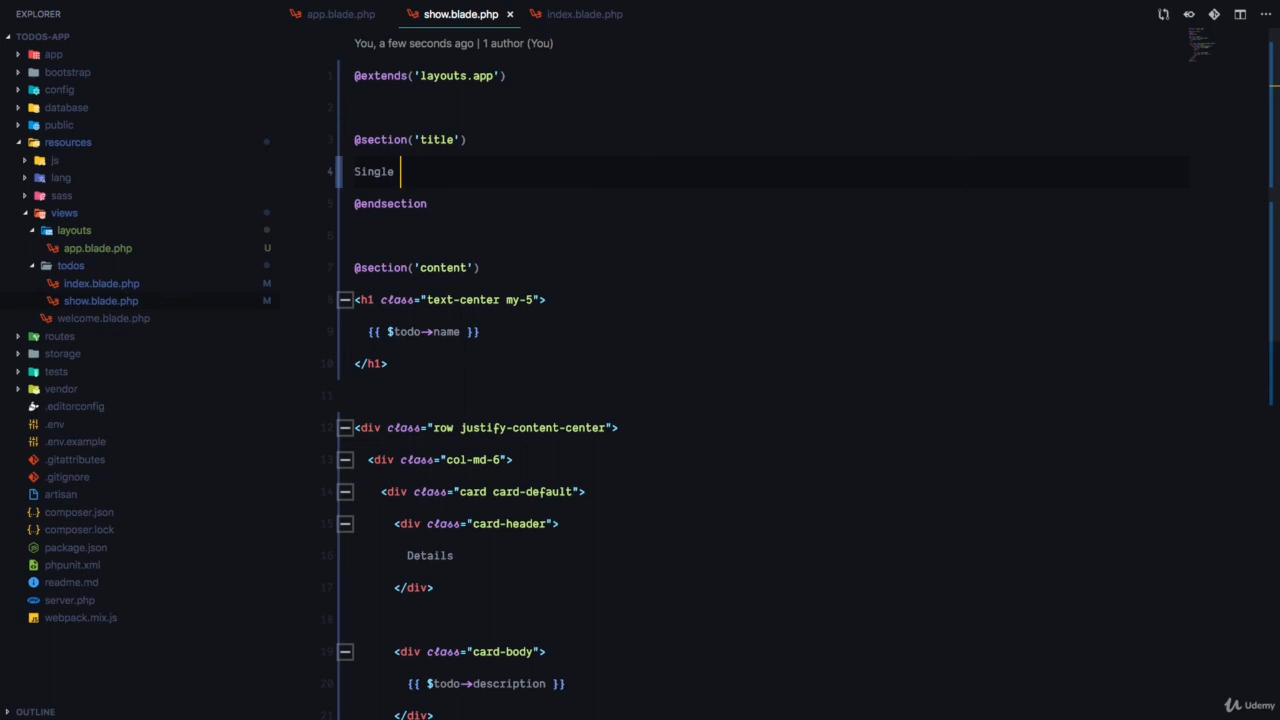 EXPLORER
app.blade.php
show.blade.php ×
index.blade.php
TODOS-APP
app
bootstrap
config
database
public
resources
js
lang
sass
views
layouts
app.blade.php U
todos
index.blade.php M
show.blade.php M
welcome.blade.php
routes
storage
tests
vendor
.editorconfig
.env
.env.example
.gitattributes
.gitignore
artisan
composer.json
composer.lock
package.json
phpunit.xml
readme.md
server.php
webpack.mix.js
OUTLINE
You, a few seconds ago | 1 author (You)
1 @extends('layouts.app')
2
3 @section('title')
4 Single
5 @endsection
6
7 @section('content')
8 <h1 class="text-center my-5">
9 {{ $todo->name }}
10 </h1>
11
12 <div class="row justify-content-center">
13 <div class="col-md-6">
14 <div class="card card-default">
15 <div class="card-header">
16 Details
17 </div>
18
19 <div class="card-body">
20 {{ $todo->description }}
21 </div>
Udemy